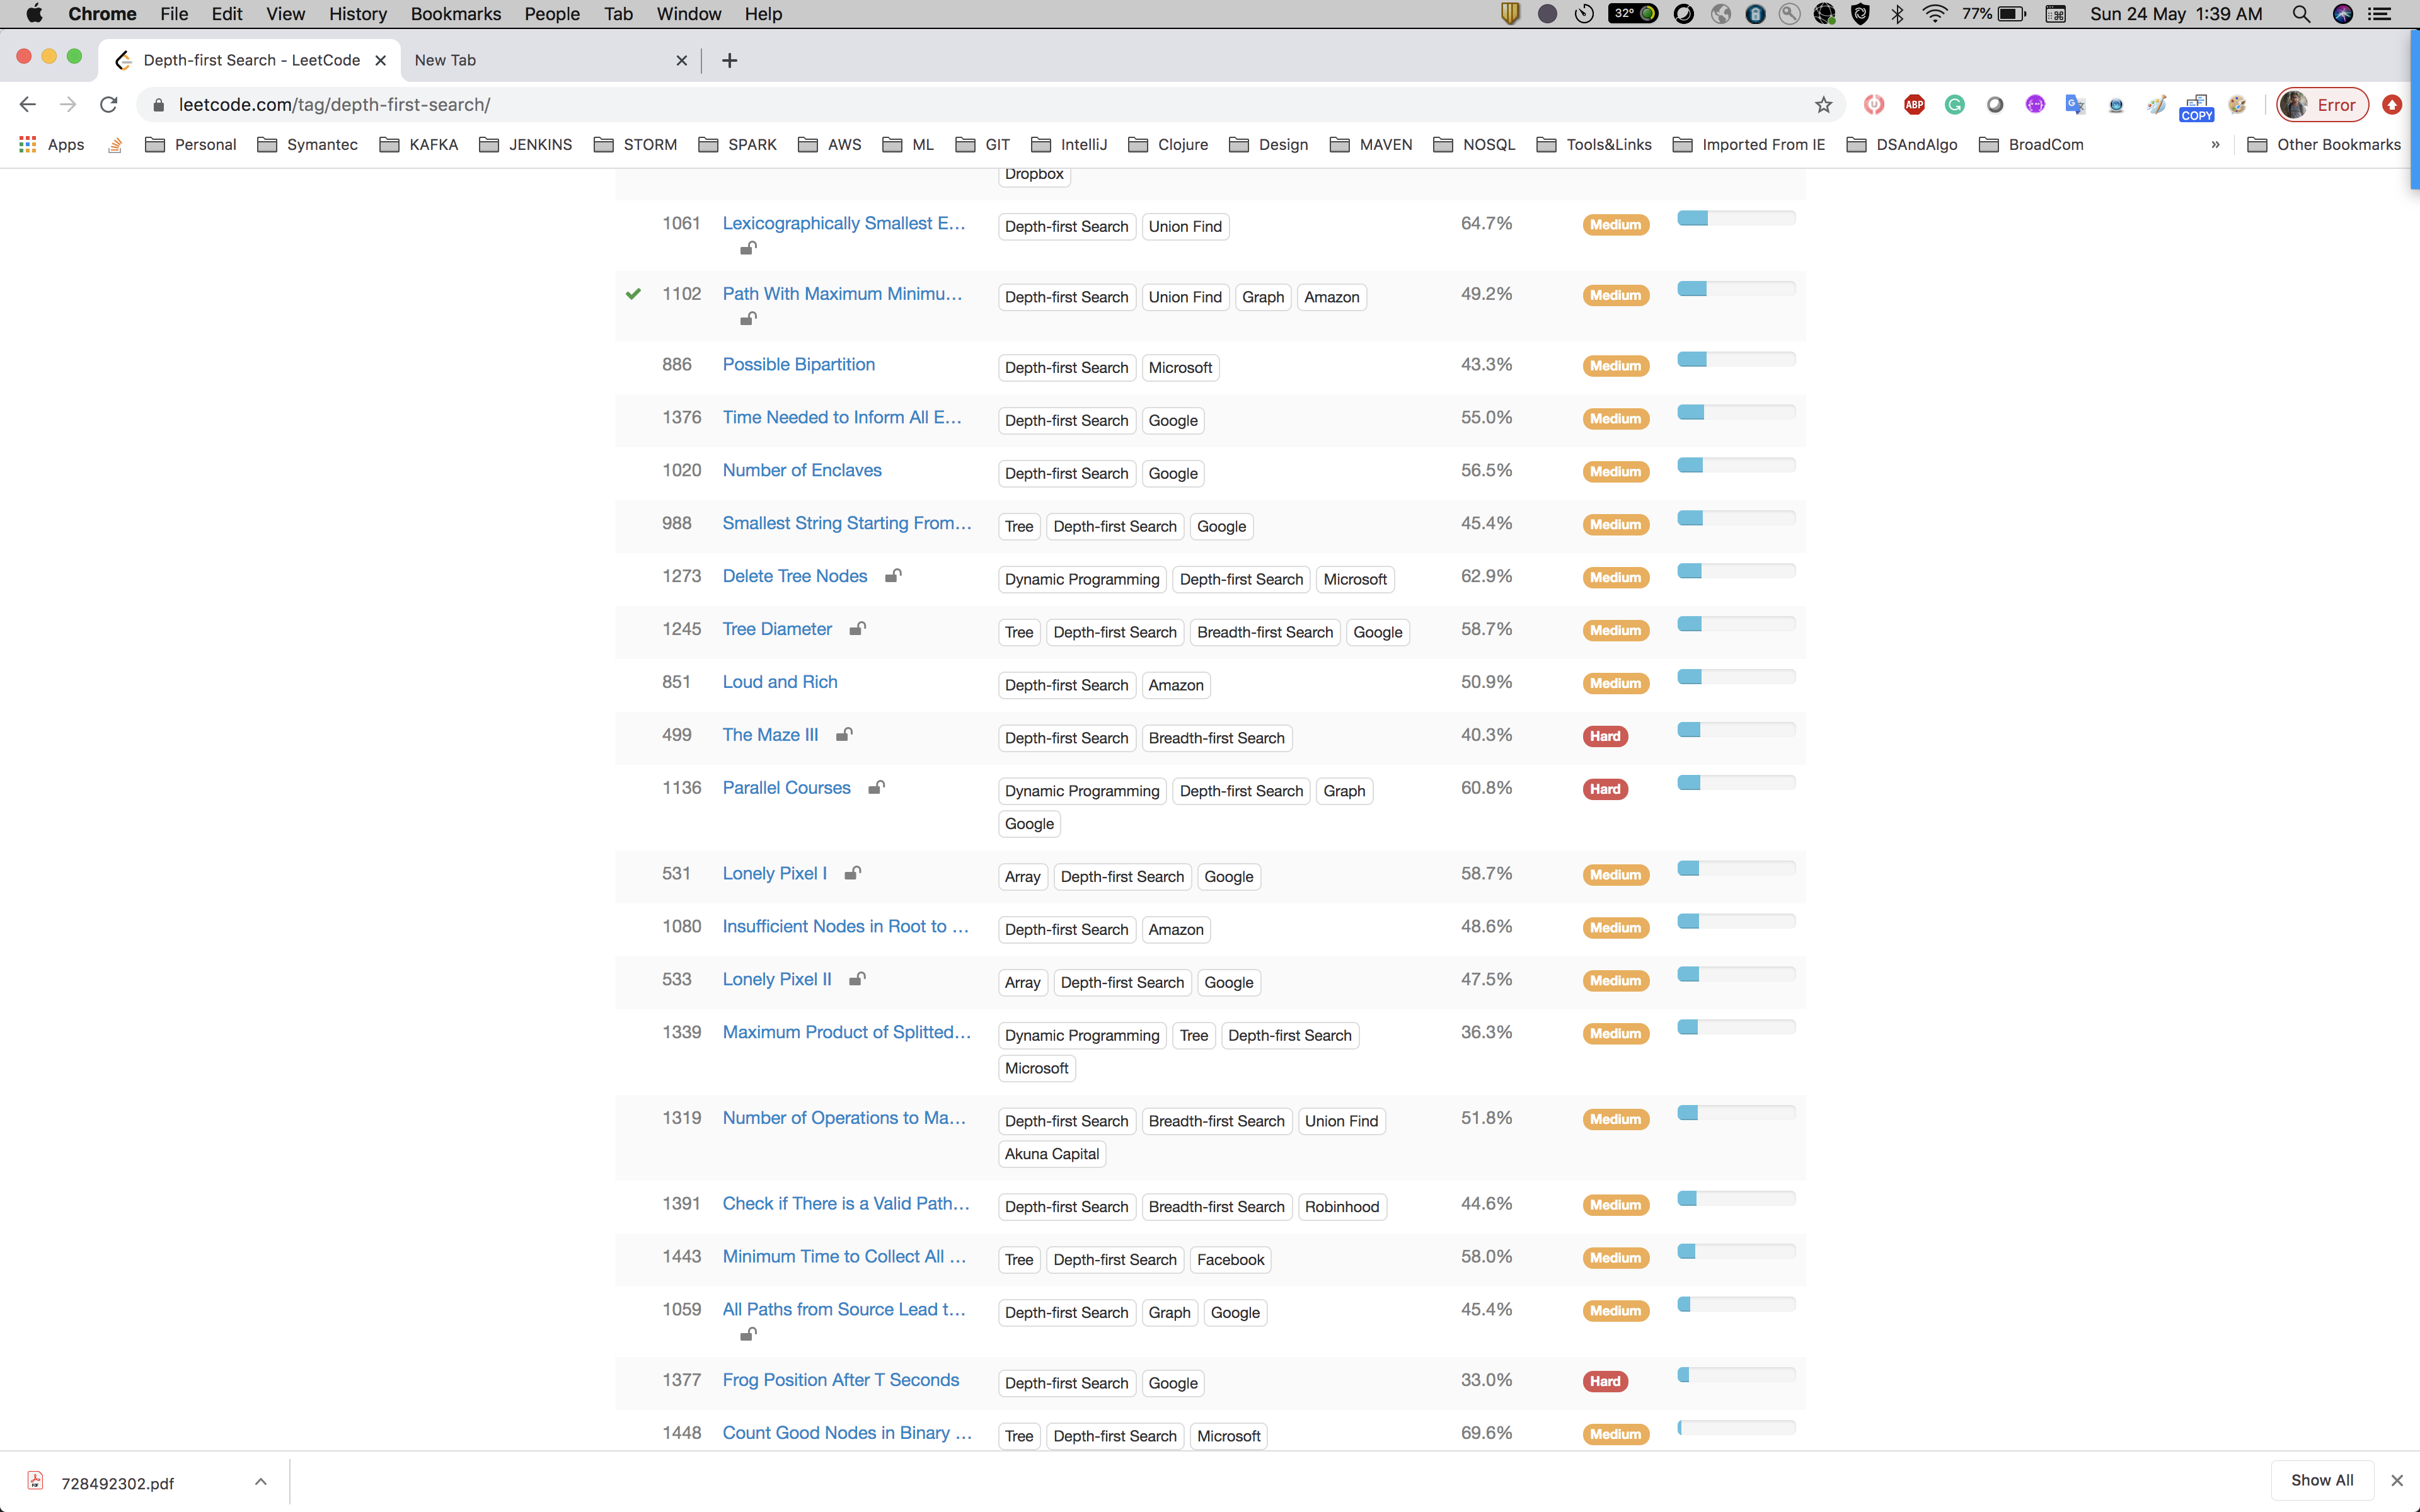 Chrome File Edit View History Bookmarks People Tab Window Help 32° 77% Sun 24 May 1:39 AM
Depth-first Search - LeetCode New Tab
leetcode.com/tag/depth-first-search/ ABP COPY Error
Apps Personal Symantec KAFKA JENKINS STORM SPARK AWS ML GIT IntelliJ Clojure Design MAVEN NOSQL Tools&Links Imported From IE DSAndAlgo BroadCom » Other Bookmarks
Dropbox
1061 Lexicographically Smallest E... Depth-first Search Union Find 64.7% Medium
1102 Path With Maximum Minimu... Depth-first Search Union Find Graph Amazon 49.2% Medium
886 Possible Bipartition Depth-first Search Microsoft 43.3% Medium
1376 Time Needed to Inform All E... Depth-first Search Google 55.0% Medium
1020 Number of Enclaves Depth-first Search Google 56.5% Medium
988 Smallest String Starting From... Tree Depth-first Search Google 45.4% Medium
1273 Delete Tree Nodes Dynamic Programming Depth-first Search Microsoft 62.9% Medium
1245 Tree Diameter Tree Depth-first Search Breadth-first Search Google 58.7% Medium
851 Loud and Rich Depth-first Search Amazon 50.9% Medium
499 The Maze III Depth-first Search Breadth-first Search 40.3% Hard
1136 Parallel Courses Dynamic Programming Depth-first Search Graph 60.8% Hard
Google
531 Lonely Pixel I Array Depth-first Search Google 58.7% Medium
1080 Insufficient Nodes in Root to ... Depth-first Search Amazon 48.6% Medium
533 Lonely Pixel II Array Depth-first Search Google 47.5% Medium
1339 Maximum Product of Splitted... Dynamic Programming Tree Depth-first Search 36.3% Medium
Microsoft
1319 Number of Operations to Ma... Depth-first Search Breadth-first Search Union Find 51.8% Medium
Akuna Capital
1391 Check if There is a Valid Path... Depth-first Search Breadth-first Search Robinhood 44.6% Medium
1443 Minimum Time to Collect All ... Tree Depth-first Search Facebook 58.0% Medium
1059 All Paths from Source Lead t... Depth-first Search Graph Google 45.4% Medium
1377 Frog Position After T Seconds Depth-first Search Google 33.0% Hard
1448 Count Good Nodes in Binary ... Tree Depth-first Search Microsoft 69.6% Medium
728492302.pdf Show All